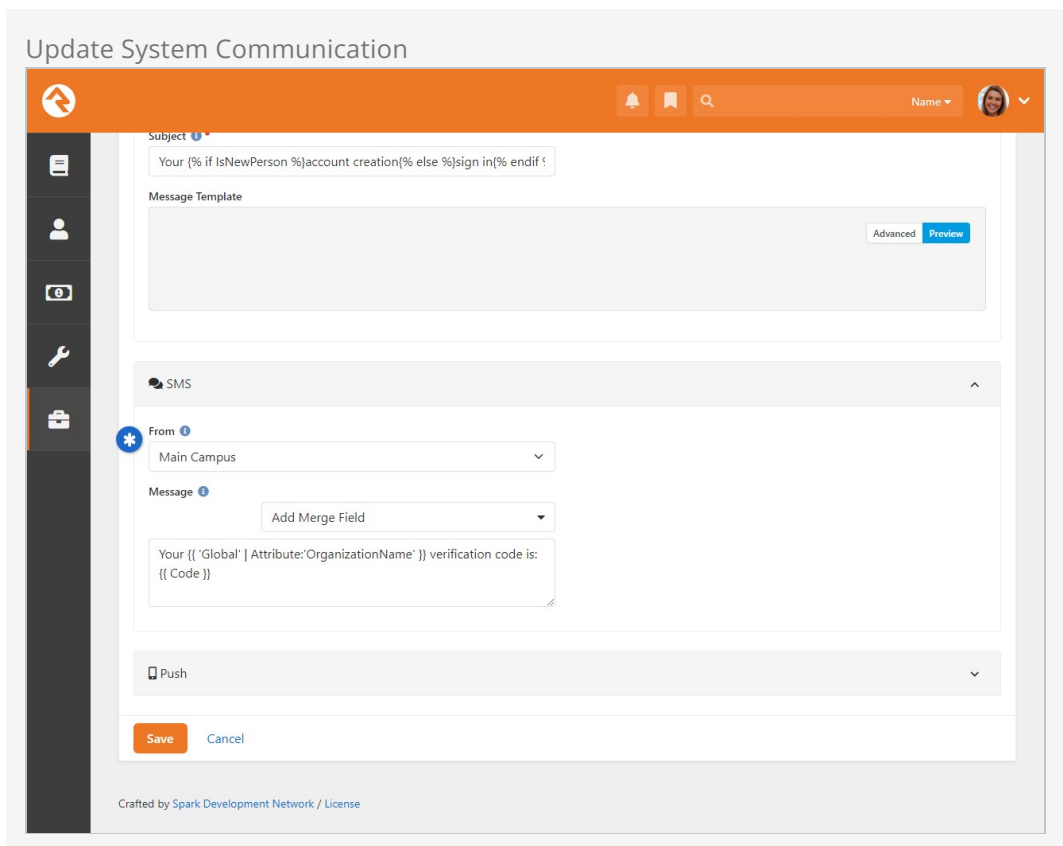 Update System Communication
Name
Subject
Your {% if IsNewPerson %}account creation{% else %}sign in{% endif %
Message Template
Advanced Preview
SMS
From
Main Campus
Message
Add Merge Field
Your {{ 'Global' | Attribute:'OrganizationName' }} verification code is:
{{ Code }}
Push
Save Cancel
Crafted by Spark Development Network / License